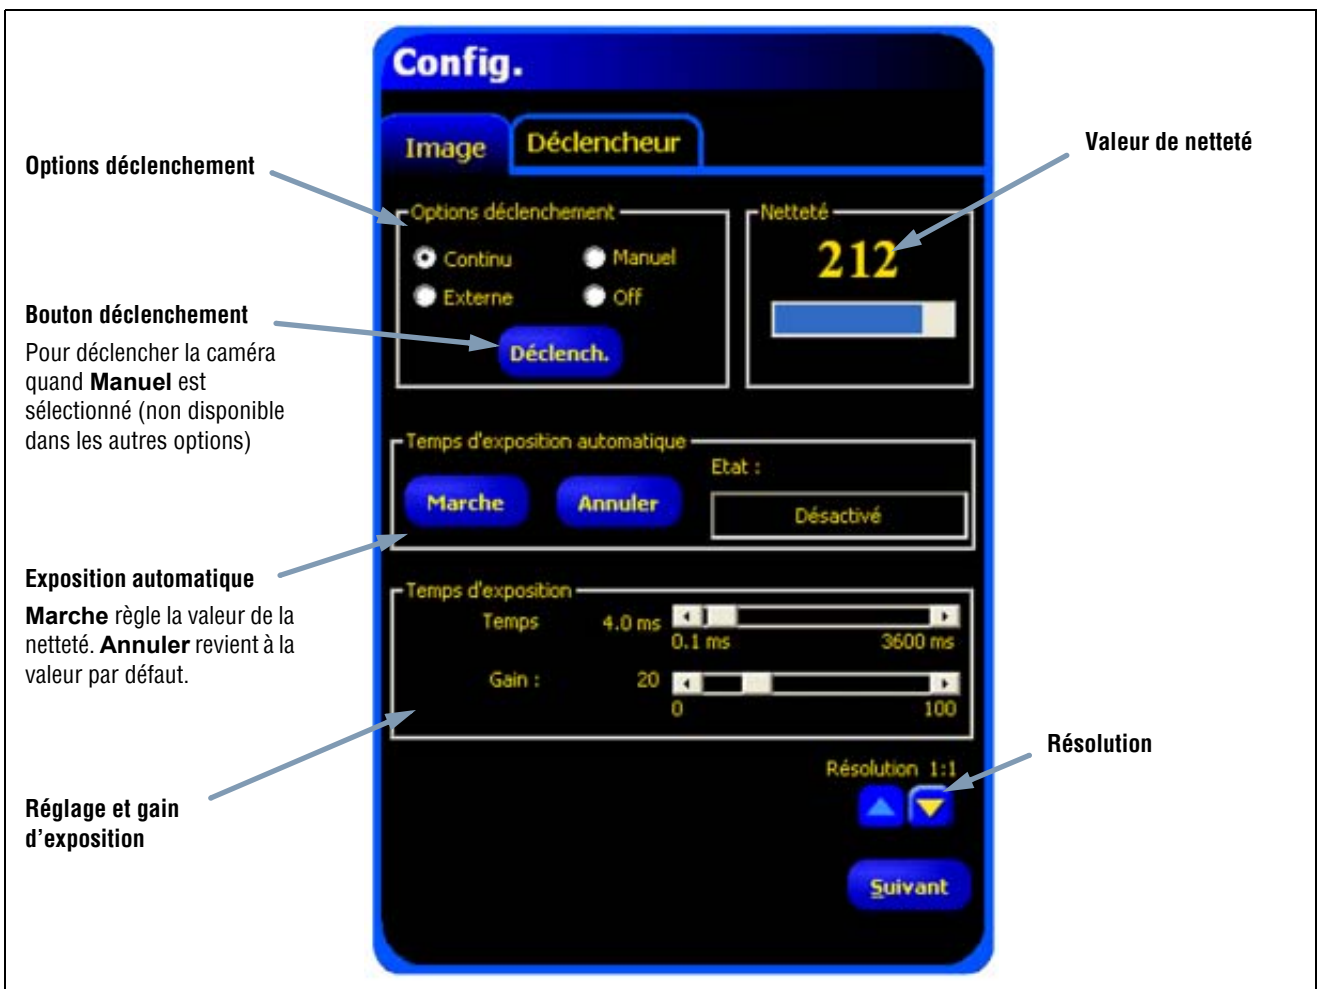 Config.
Image
Déclencheur
Options déclenchement
Valeur de netteté
Options déclenchement
Continu
Manuel
Externe
Off
Déclench.
Netteté
212
Bouton déclenchement
Pour déclencher la caméra
quand Manuel est
sélectionné (non disponible
dans les autres options)
Temps d'exposition automatique
Marche
Annuler
Etat :
Désactivé
Exposition automatique
Marche règle la valeur de la
netteté. Annuler revient à la
valeur par défaut.
Temps d'exposition
Temps
4.0 ms
0.1 ms
3600 ms
Gain :
20
0
100
Réglage et gain
d’exposition
Résolution 1:1
Résolution
Suivant